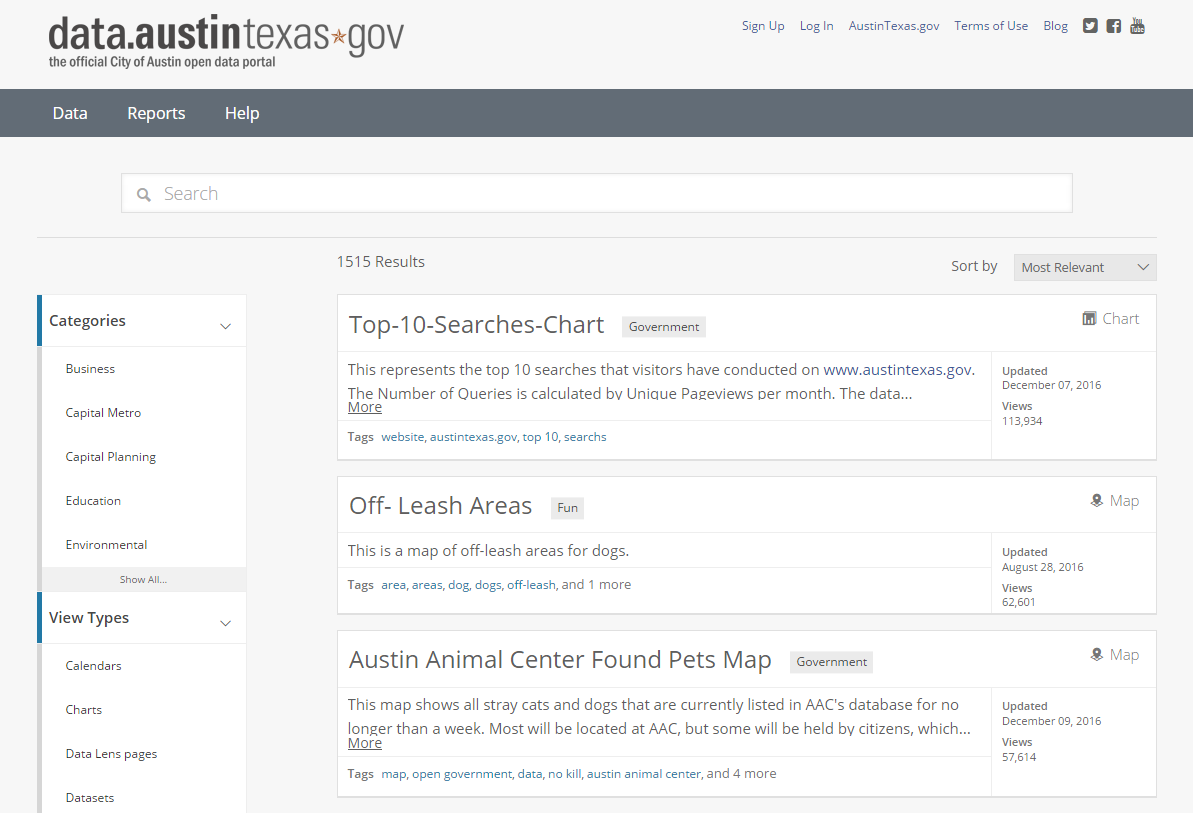 data.austintexas.gov
the official City of Austin open data portal
Sign Up Log In AustinTexas.gov Terms of Use Blog You Tube
Data Reports Help
Search
1515 Results
Sort by Most Relevant
Categories
Business
Capital Metro
Capital Planning
Education
Environmental
Show All...
View Types
Calendars
Charts
Data Lens pages
Datasets
Top-10-Searches-Chart Government
Chart
This represents the top 10 searches that visitors have conducted on www.austintexas.gov.
The Number of Queries is calculated by Unique Pageviews per month. The data...
More
Tags website, austintexas.gov, top 10, searchs
Updated
December 07, 2016
Views
113,934
Off- Leash Areas Fun
Map
This is a map of off-leash areas for dogs.
Tags area, areas, dog, dogs, off-leash, and 1 more
Updated
August 28, 2016
Views
62,601
Austin Animal Center Found Pets Map Government
Map
This map shows all stray cats and dogs that are currently listed in AAC's database for no
longer than a week. Most will be located at AAC, but some will be held by citizens, which...
More
Tags map, open government, data, no kill, austin animal center, and 4 more
Updated
December 09, 2016
Views
57,614